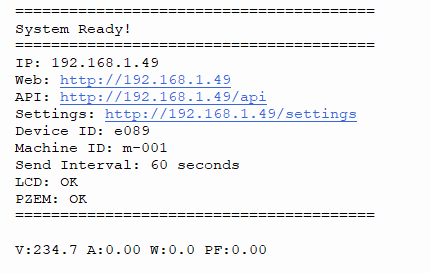 ========================================
System Ready!
========================================
IP: 192.168.1.49
Web: http://192.168.1.49
API: http://192.168.1.49/api
Settings: http://192.168.1.49/settings
Device ID: e089
Machine ID: m-001
Send Interval: 60 seconds
LCD: OK
PZEM: OK
========================================
V:234.7 A:0.00 W:0.0 PF:0.00